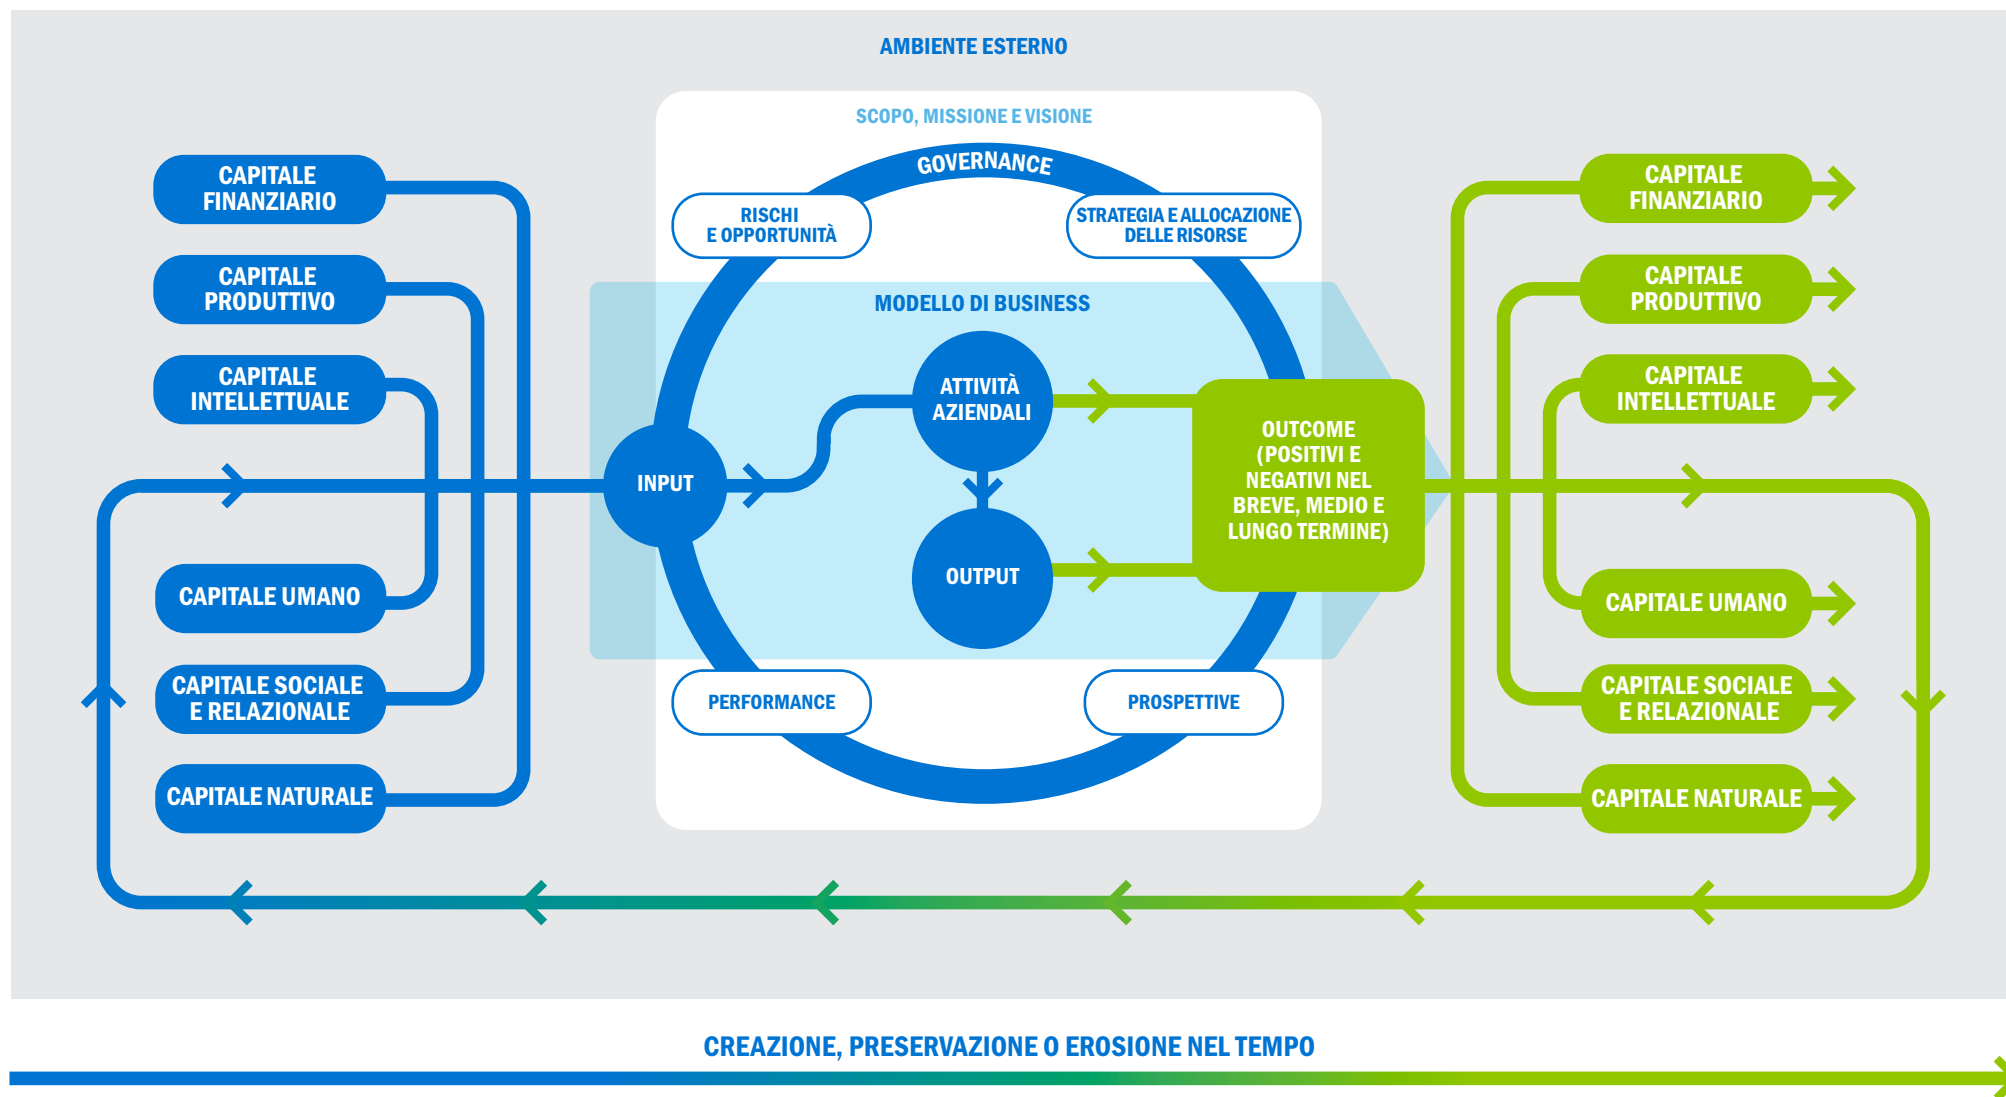 AMBIENTE ESTERNO
SCOPO, MISSIONE E VISIONE
GOVERNANCE
RISCHI
E OPPORTUNITÀ
STRATEGIA E ALLOCAZIONE
DELLE RISORSE
MODELLO DI BUSINESS
CAPITALE
FINANZIARIO
CAPITALE
PRODUTTIVO
CAPITALE
INTELLETTUALE
CAPITALE UMANO
CAPITALE SOCIALE
E RELAZIONALE
CAPITALE NATURALE
INPUT
ATTIVITÀ
AZIENDALI
OUTPUT
OUTCOME
(POSITIVI E
NEGATIVI NEL
BREVE, MEDIO E
LUNGO TERMINE)
PERFORMANCE
PROSPETTIVE
CAPITALE
FINANZIARIO
CAPITALE
PRODUTTIVO
CAPITALE
INTELLETTUALE
CAPITALE UMANO
CAPITALE SOCIALE
E RELAZIONALE
CAPITALE NATURALE
CREAZIONE, PRESERVAZIONE O EROSIONE NEL TEMPO